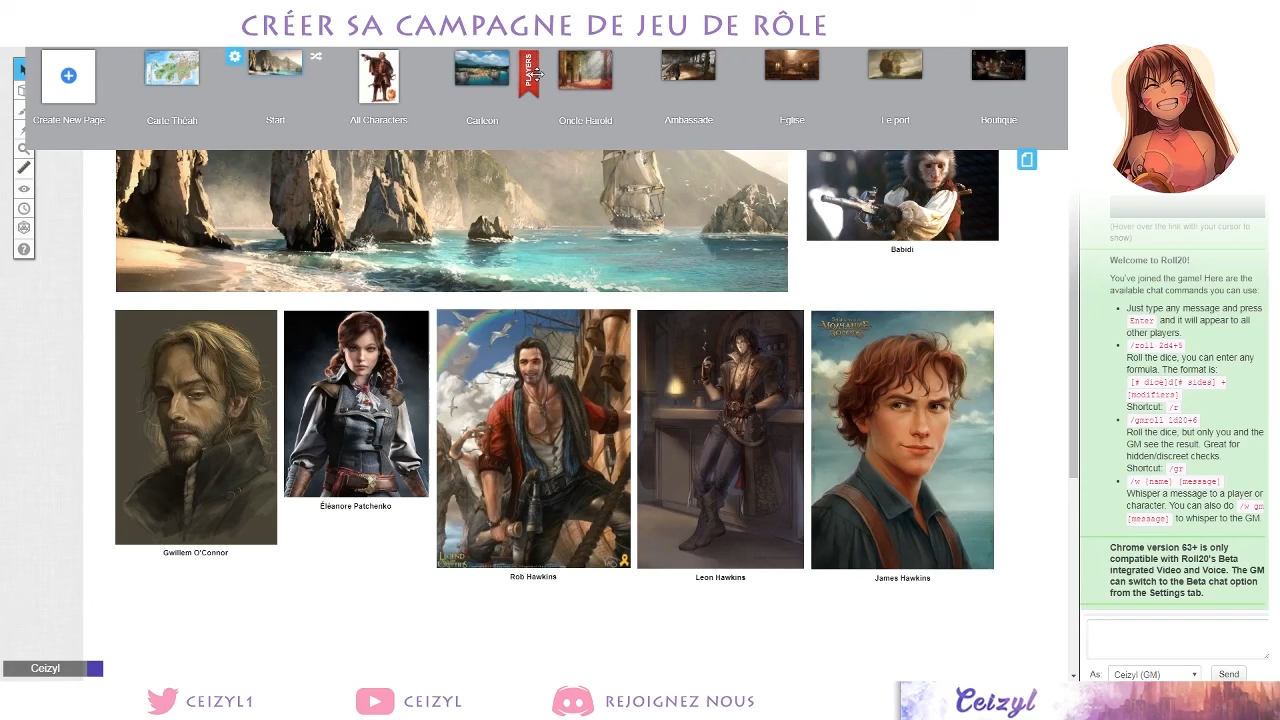 CRÉER SA CAMPAGNE DE JEU DE RÔLE
PLAYERS
Create New Page
Carte Théah
Start
All Characters
Carleon
Oncle Harold
Ambassade
Eglise
Le port
Boutique
Babidi
Gwillem O'Connor
Éléanore Patchenko
Rob Hawkins
Leon Hawkins
James Hawkins
(Hover over the link with your cursor to
show)
Welcome to Roll20!
You've joined the game! Here are the
available chat commands you can use:
Just type any message and press
Enter and it will appear to all
other players.
/roll 2d4+5
Roll the dice, you can enter any
formula. The format is:
[# dice]d[# sides] +
[modifiers]
Shortcut: /r
/gmroll 1d20+6
Roll the dice, but only you and the
GM see the result. Great for
hidden/discreet checks.
Shortcut: /gr
/w [name] [message]
Whisper a message to a player or
character. You can also do /w gm
[message] to whisper to the GM.
Chrome version 63+ is only
compatible with Roll20's Beta
integrated Video and Voice. The GM
can switch to the Beta chat option
from the Settings tab.
As: Ceizyl (GM) Send
Ceizyl
CEIZYL1
CEIZYL
REJOIGNEZ NOUS
Ceizyl